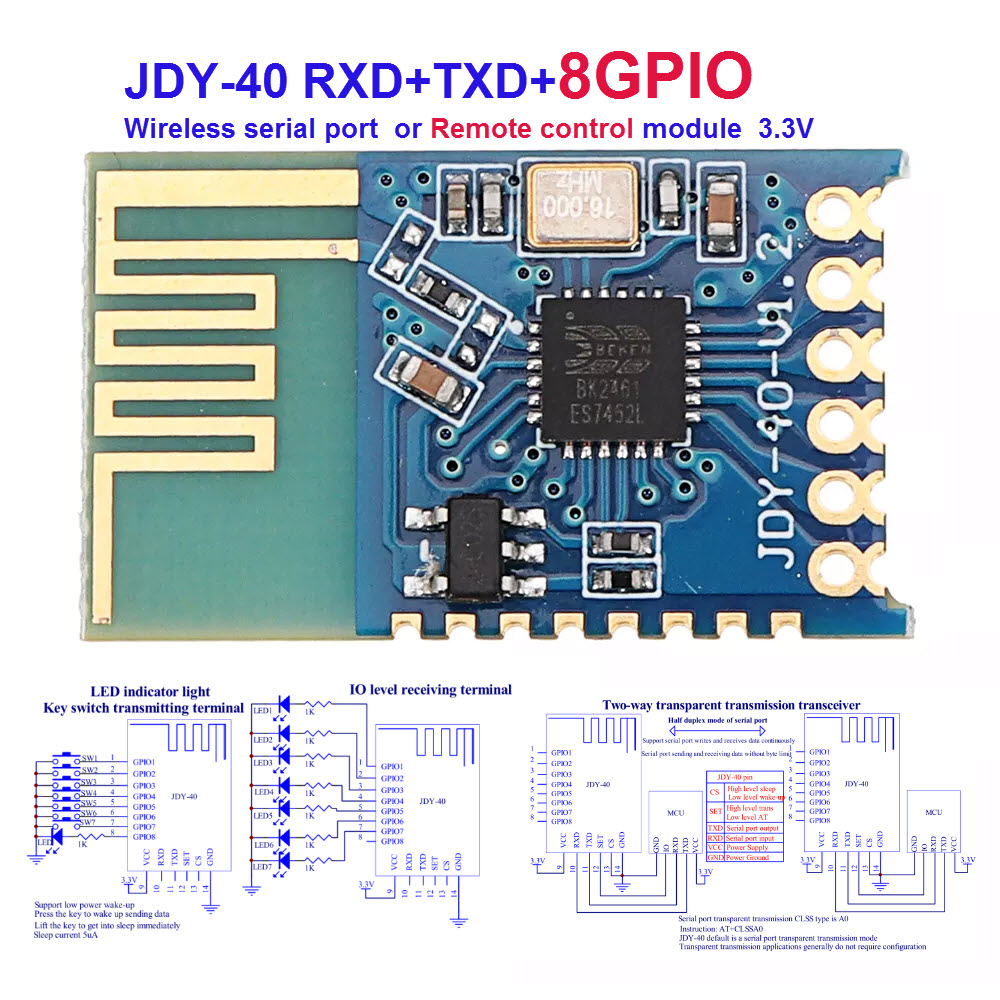 JDY-40 RXD+TXD+8GPIO
Wireless serial port or Remote control module 3.3V
16.000
MHz
JDY-40-V1.2
BEKEN
BK2461
ES7452L
LED indicator light
Key switch transmitting terminal
SW1 1 GPIO1
SW2 2 GPIO2
SW3 3 GPIO3
SW4 4 GPIO4
SW5 5 GPIO5
SW6 6 GPIO6
SW7 7 GPIO7
LED 1K 8 GPIO8
JDY-40
VCC RXD TXD SET CS GND
3.3V
9 10 11 12 13 14
Support low power wake-up
Press the key to wake up sending data
Lift the key to get into sleep immediately
Sleep current 5uA
IO level receiving terminal
LED1 1K
LED2 1K
LED3 1K
LED4 1K
LED5 1K
LED6 1K
LED7 1K
1 GPIO1
2 GPIO2
3 GPIO3
4 GPIO4
5 GPIO5
6 GPIO6
7 GPIO7
8 GPIO8
JDY-40
VCC RXD TXD SET CS GND
3.3V
9 10 11 12 13 14
Two-way transparent transmission transceiver
Half duplex mode of serial port
Support serial port writes and receives data continuously
Serial port sending and receiving data without byte limit
1 GPIO1
2 GPIO2
3 GPIO3
4 GPIO4
5 GPIO5
6 GPIO6
7 GPIO7
8 GPIO8
JDY-40
VCC RXD TXD SET CS GND
3.3V
9 10 11 12 13 14
MCU
GND IO RXD TXD VCC
3.3V
JDY-40 pin
CS High level sleep
Low level wake-up
SET High level trans
Low level AT
TXD Serial port output
RXD Serial port input
VCC Power Supply
GND Power Ground
1 GPIO1
2 GPIO2
3 GPIO3
4 GPIO4
5 GPIO5
6 GPIO6
7 GPIO7
8 GPIO8
JDY-40
VCC RXD TXD SET CS GND
3.3V
9 10 11 12 13 14
MCU
GND IO RXD TXD VCC
3.3V
Serial port transparent transmission CLSS type is A0
Instruction: AT+CLSSA0
JDY-40 default is a serial port transparent transmission mode
Transparent transmission applications generally do not require configuration